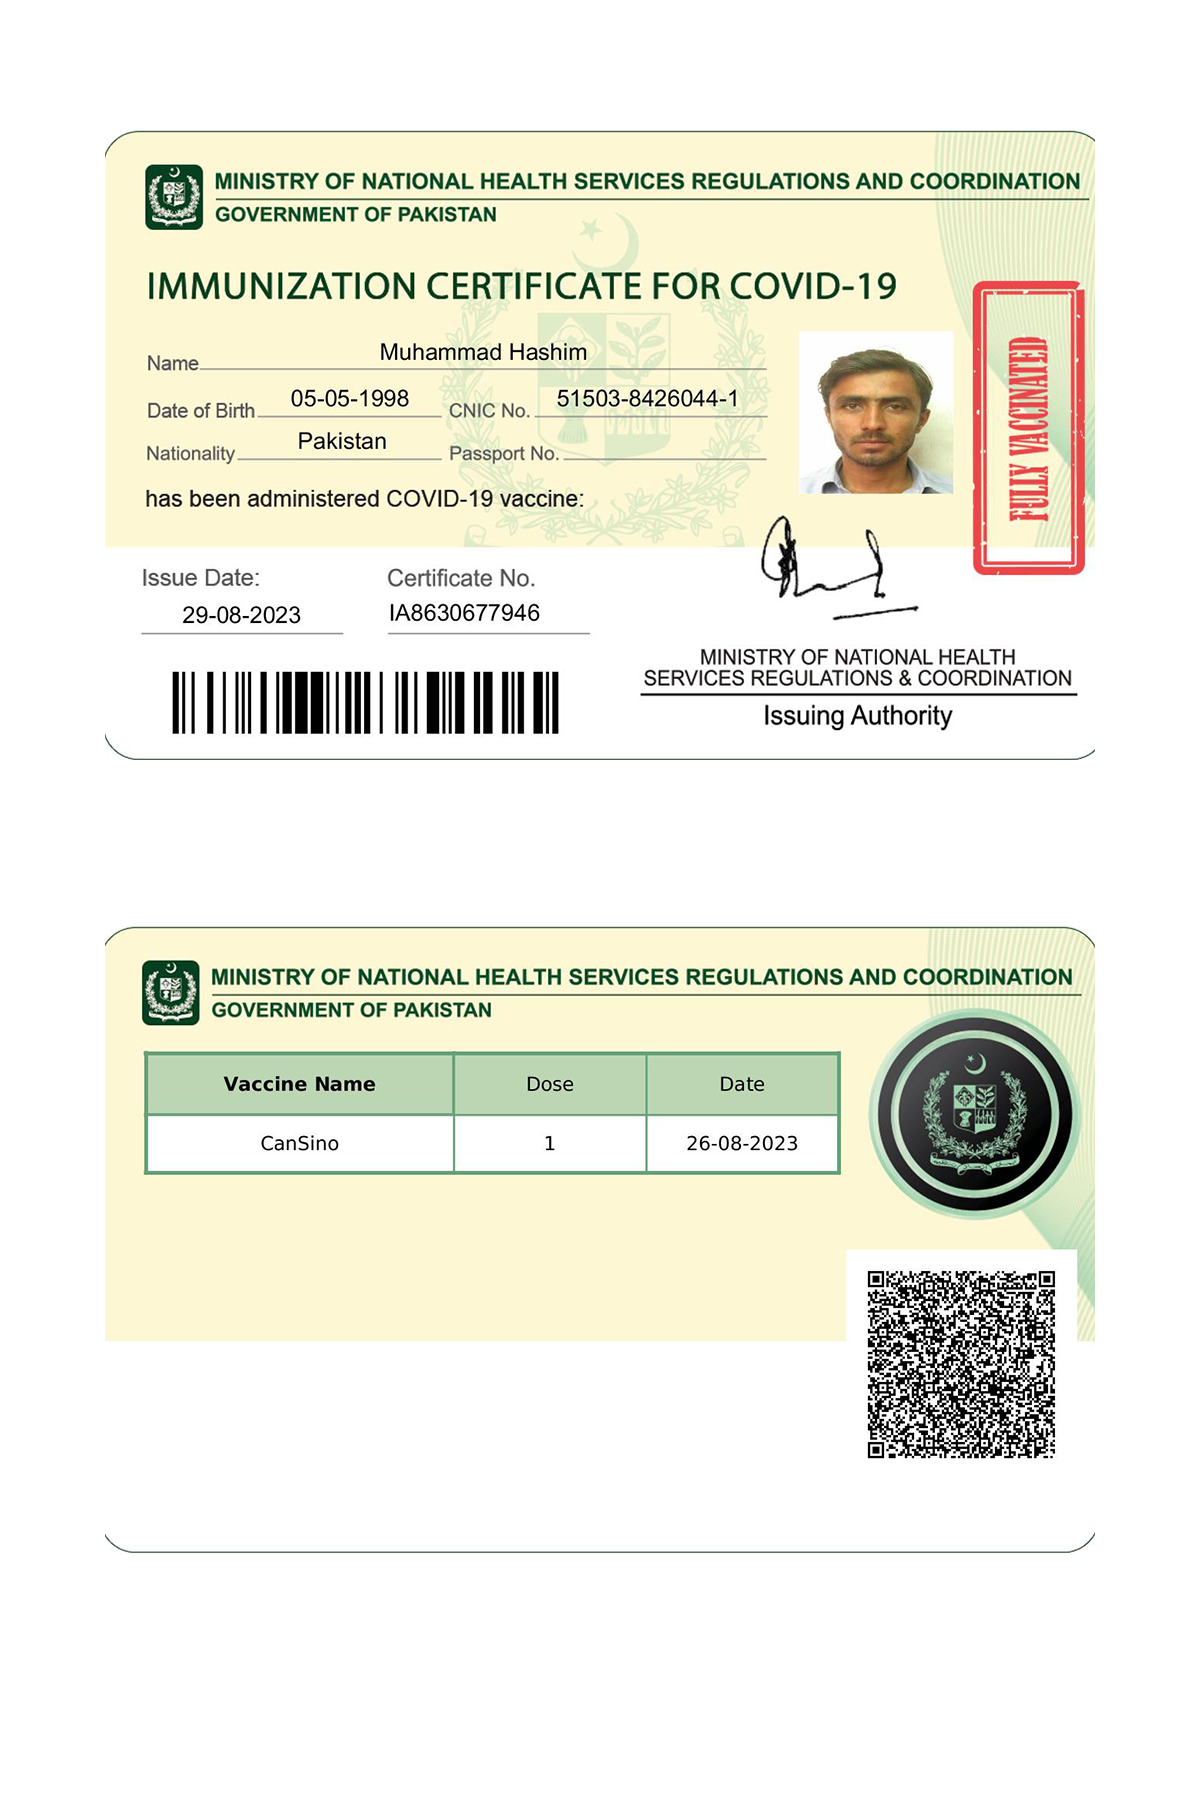 MINISTRY OF NATIONAL HEALTH SERVICES REGULATIONS AND COORDINATION
GOVERNMENT OF PAKISTAN
IMMUNIZATION CERTIFICATE FOR COVID-19
Name Muhammad Hashim
Date of Birth 05-05-1998 CNIC No. 51503-8426044-1
Nationality Pakistan Passport No.
has been administered COVID-19 vaccine:
FULLY VACCINATED
Issue Date: Certificate No.
29-08-2023 IA8630677946
MINISTRY OF NATIONAL HEALTH
SERVICES REGULATIONS & COORDINATION
Issuing Authority
MINISTRY OF NATIONAL HEALTH SERVICES REGULATIONS AND COORDINATION
GOVERNMENT OF PAKISTAN
Vaccine Name Dose Date
CanSino 1 26-08-2023